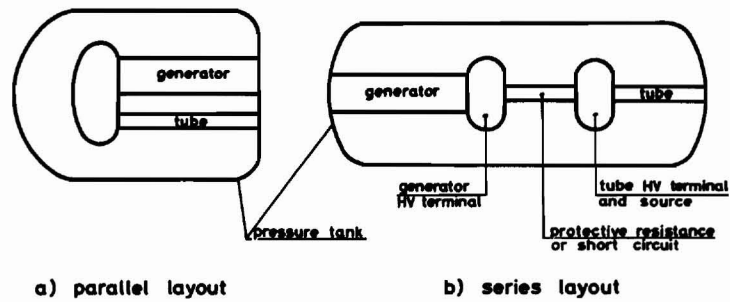 generator
tube
generator
tube
generator
HV terminal
tube HV terminal
and source
pressure tank
protective resistance
or short circuit
a) parallel layout
b) series layout